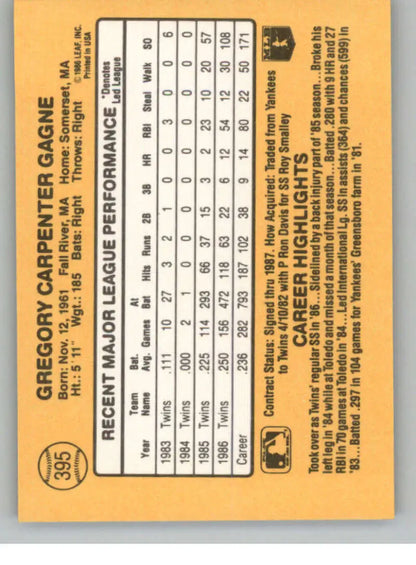 395
GREGORY CARPENTER GAGNE
Born: Nov. 12, 1961 Fall River, MA Home: Somerset, MA
Ht.: 5' 11" Wgt.: 185 Bats: Right Throws: Right
© 1986 LEAF, INC.
Printed in USA
RECENT MAJOR LEAGUE PERFORMANCE *Denotes Led League
Year Team Name Bat. Avg. Games At Bat Hits Runs 2B 3B HR RBI Steal Walk SO
1983 Twins .111 10 27 3 2 1 0 0 3 0 0 6
1984 Twins .000 2 1 0 0 0 0 0 0 0 0 0
1985 Twins .225 114 293 66 37 15 3 2 23 10 20 57
1986 Twins .250 156 472 118 63 22 6 12 54 12 30 108
Career .236 282 793 187 102 38 9 14 80 22 50 171
Contract Status: Signed thru 1987. How Acquired: Traded from Yankees
to Twins 4/10/82 with P Ron Davis for SS Roy Smalley
CAREER HIGHLIGHTS
Took over as Twins' regular SS in '86...Sidelined by a back injury part of '85 season...Broke his
left leg in '84 while at Toledo and missed a month of that season...Batted .280 with 9 HR and 27
RBI in 70 games at Toledo in '84...Led International Lg. SS in assists (364) and chances (599) in
'83...Batted .297 in 104 games for Yankees' Greensboro farm in '81.